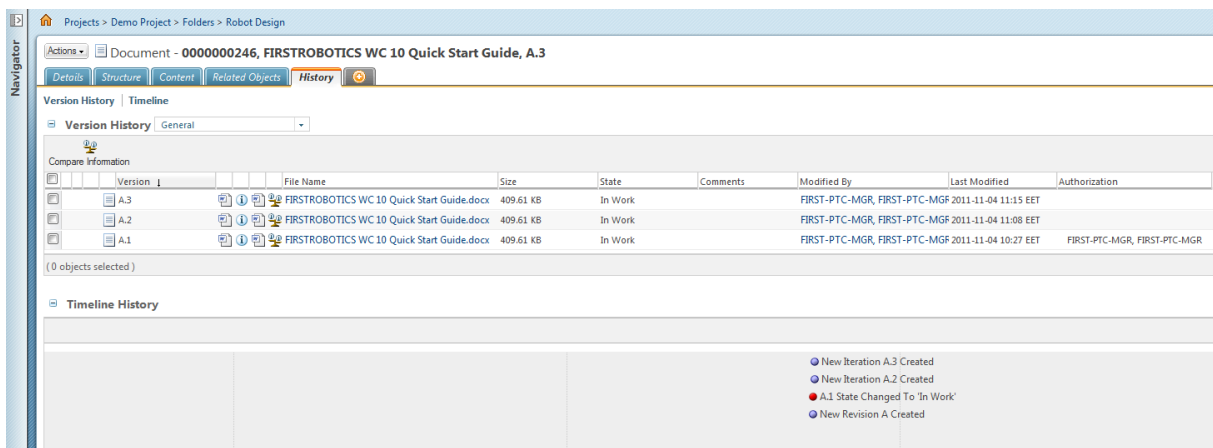 Navigator
Projects > Demo Project > Folders > Robot Design
Actions Document - 0000000246, FIRSTROBOTICS WC 10 Quick Start Guide, A.3
Details Structure Content Related Objects History
Version History | Timeline
Version History General
Compare Information
Version File Name Size State Comments Modified By Last Modified Authorization
A.3 FIRSTROBOTICS WC 10 Quick Start Guide.docx 409.61 KB In Work FIRST-PTC-MGR, FIRST-PTC-MGR 2011-11-04 11:15 EET
A.2 FIRSTROBOTICS WC 10 Quick Start Guide.docx 409.61 KB In Work FIRST-PTC-MGR, FIRST-PTC-MGR 2011-11-04 11:08 EET
A.1 FIRSTROBOTICS WC 10 Quick Start Guide.docx 409.61 KB In Work FIRST-PTC-MGR, FIRST-PTC-MGR 2011-11-04 10:27 EET FIRST-PTC-MGR, FIRST-PTC-MGR
( 0 objects selected )
Timeline History
New Iteration A.3 Created
New Iteration A.2 Created
A.1 State Changed To 'In Work'
New Revision A Created